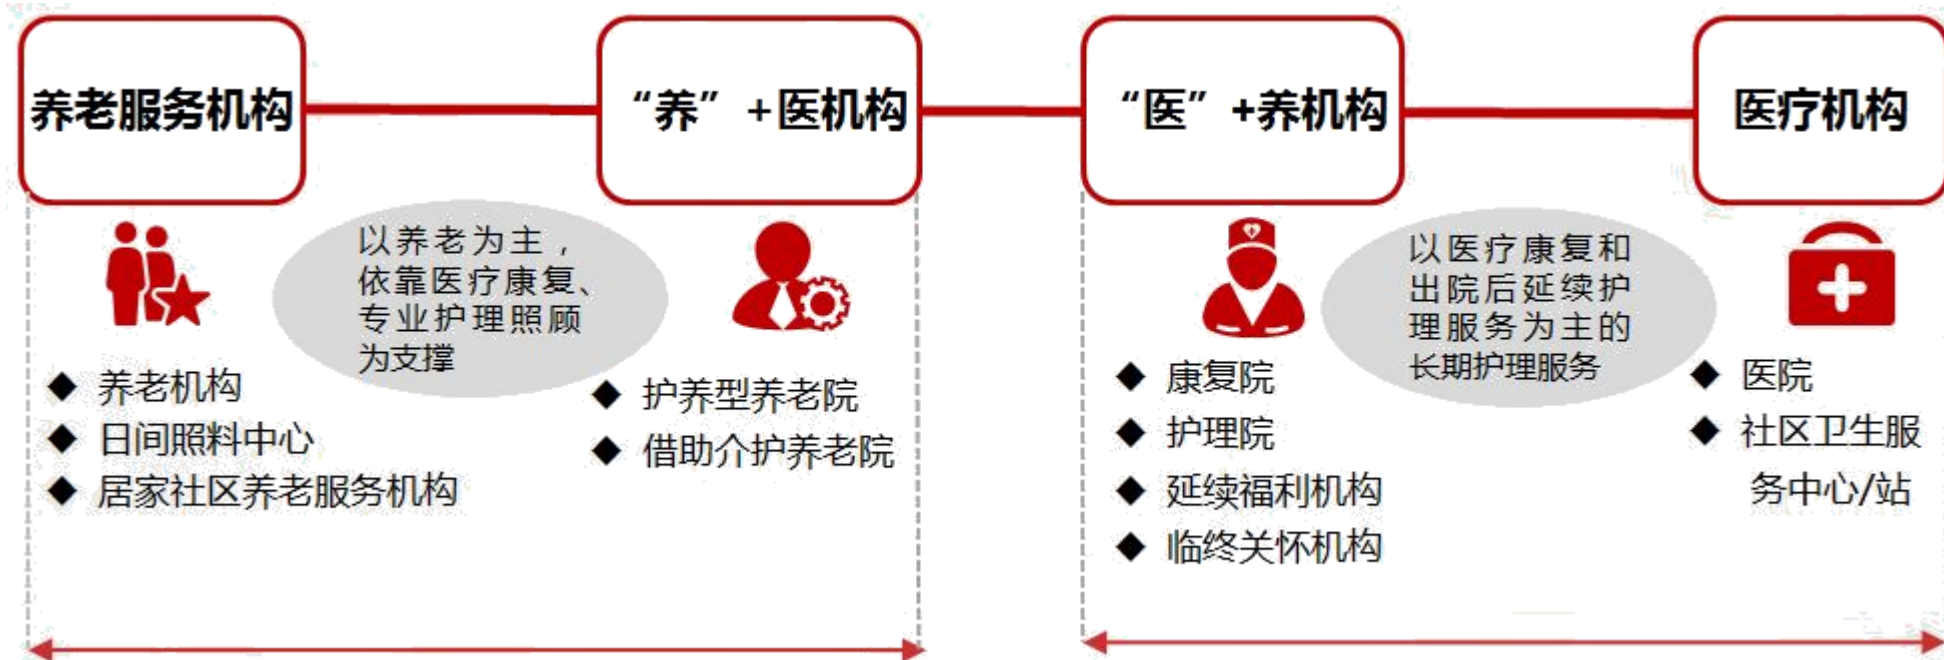 养老服务机构
“养”+医机构
“医”+养机构
医疗机构
以养老为主，
依靠医疗康复、
专业护理照顾
为支撑
◆ 养老机构
◆ 日间照料中心
◆ 居家社区养老服务机构
◆ 护养型养老院
◆ 借助介护养老院
以医疗康复和
出院后延续护
理服务为主的
长期护理服务
◆ 康复院
◆ 护理院
◆ 延续福利机构
◆ 临终关怀机构
◆ 医院
◆ 社区卫生服
务中心/站